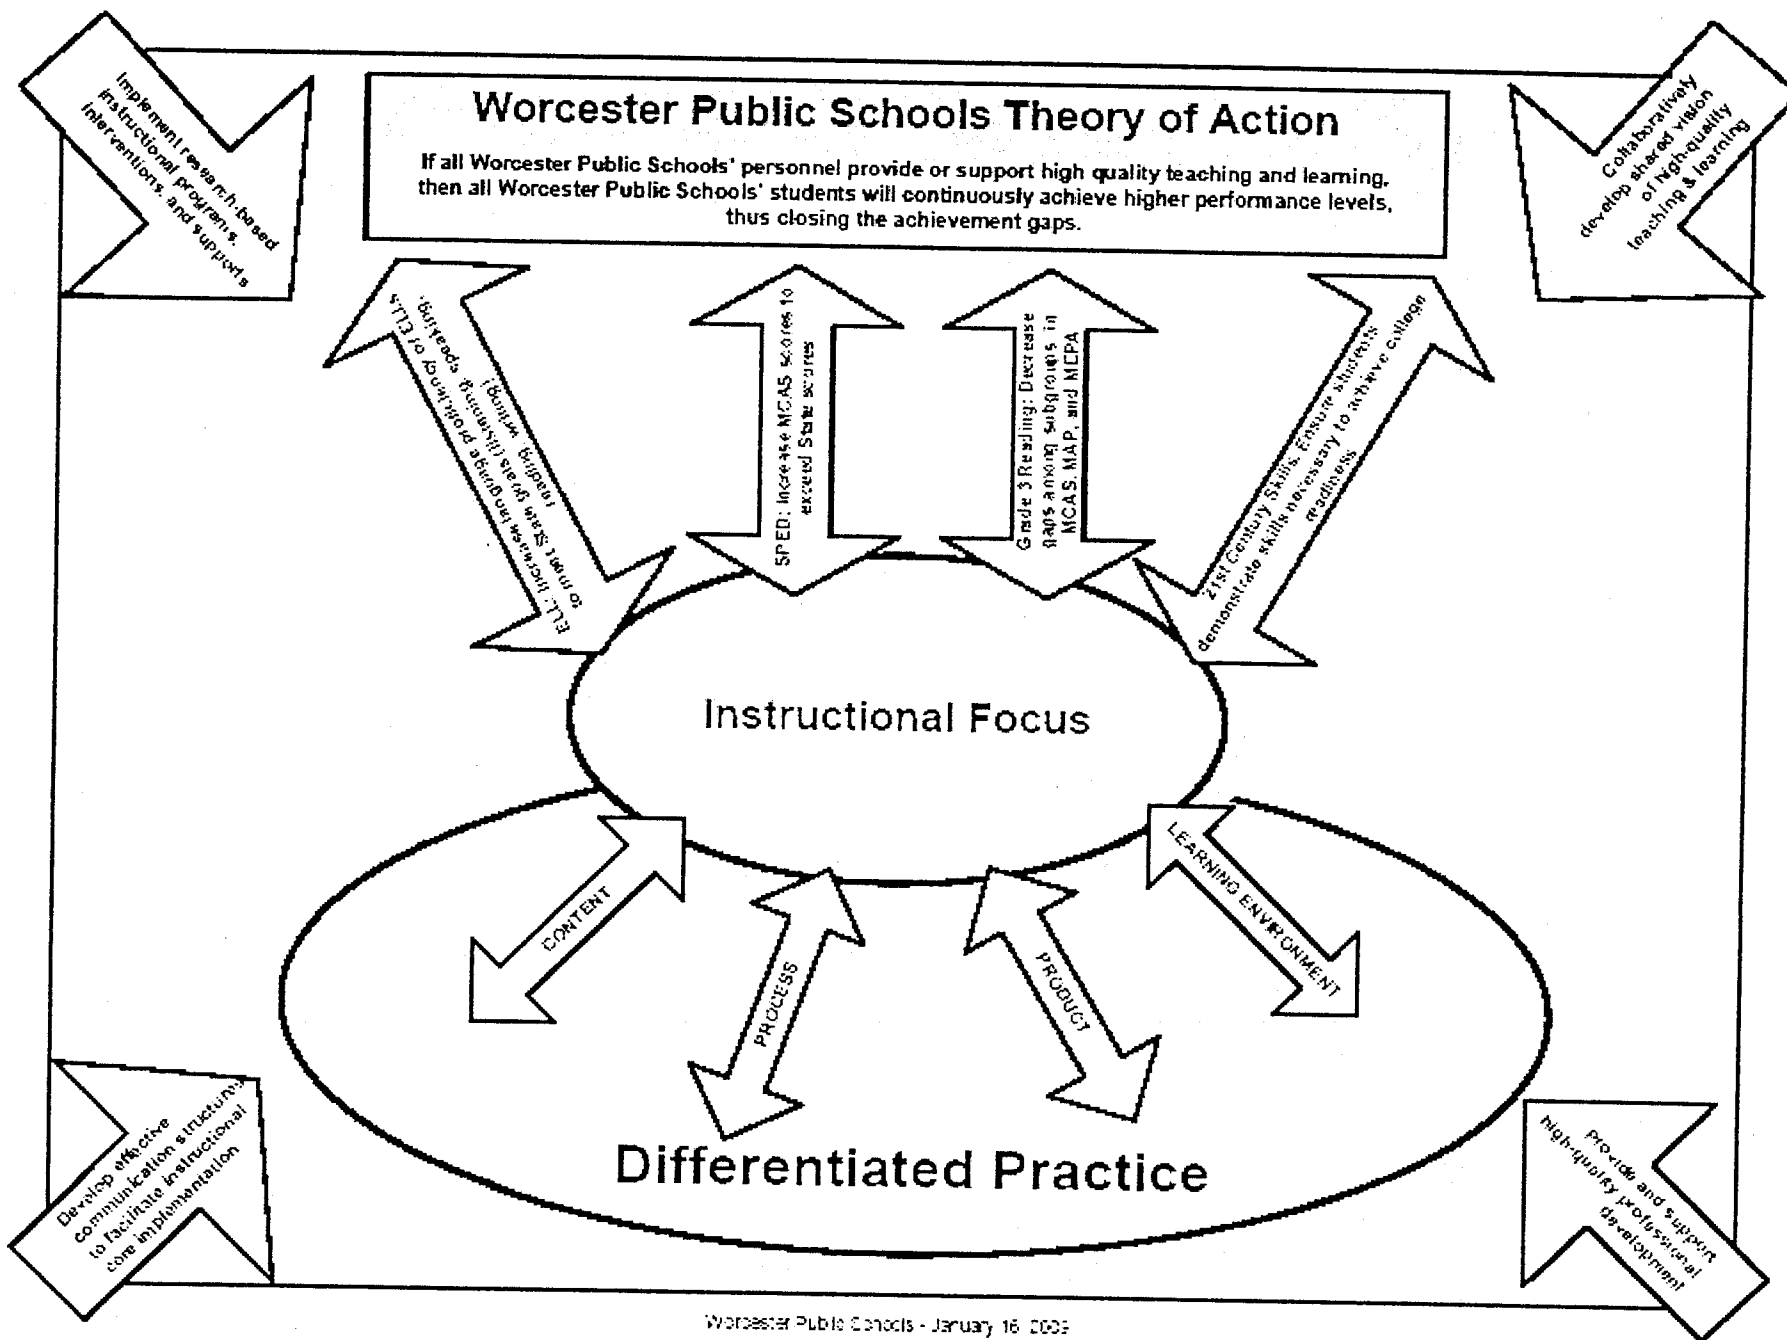 Worcester Public Schools Theory of Action
If all Worcester Public Schools' personnel provide or support high quality teaching and learning,
then all Worcester Public Schools' students will continuously achieve higher performance levels,
thus closing the achievement gaps.
Implement research-based
instructional programs,
interventions, and supports
Collaboratively
develop shared vision
of high-quality
teaching & learning
ELL: Increase language proficiency of ELLs
to meet State goals (listening, speaking,
reading, writing)
SPED: Increase MCAS scores to
exceed State scores
Grade 3 Reading: Decrease
gaps among subgroups in
MCAS, MAP, and MEPA
21st Century Skills: Ensure students
demonstrate skills necessary to achieve college
readiness
Instructional Focus
CONTENT
PROCESS
PRODUCT
LEARNING ENVIRONMENT
Differentiated Practice
Develop effective
communication structures
to facilitate instructional
core implementation
provide and support
high-quality professional
development
Worcester Public Schools - January 16, 2009